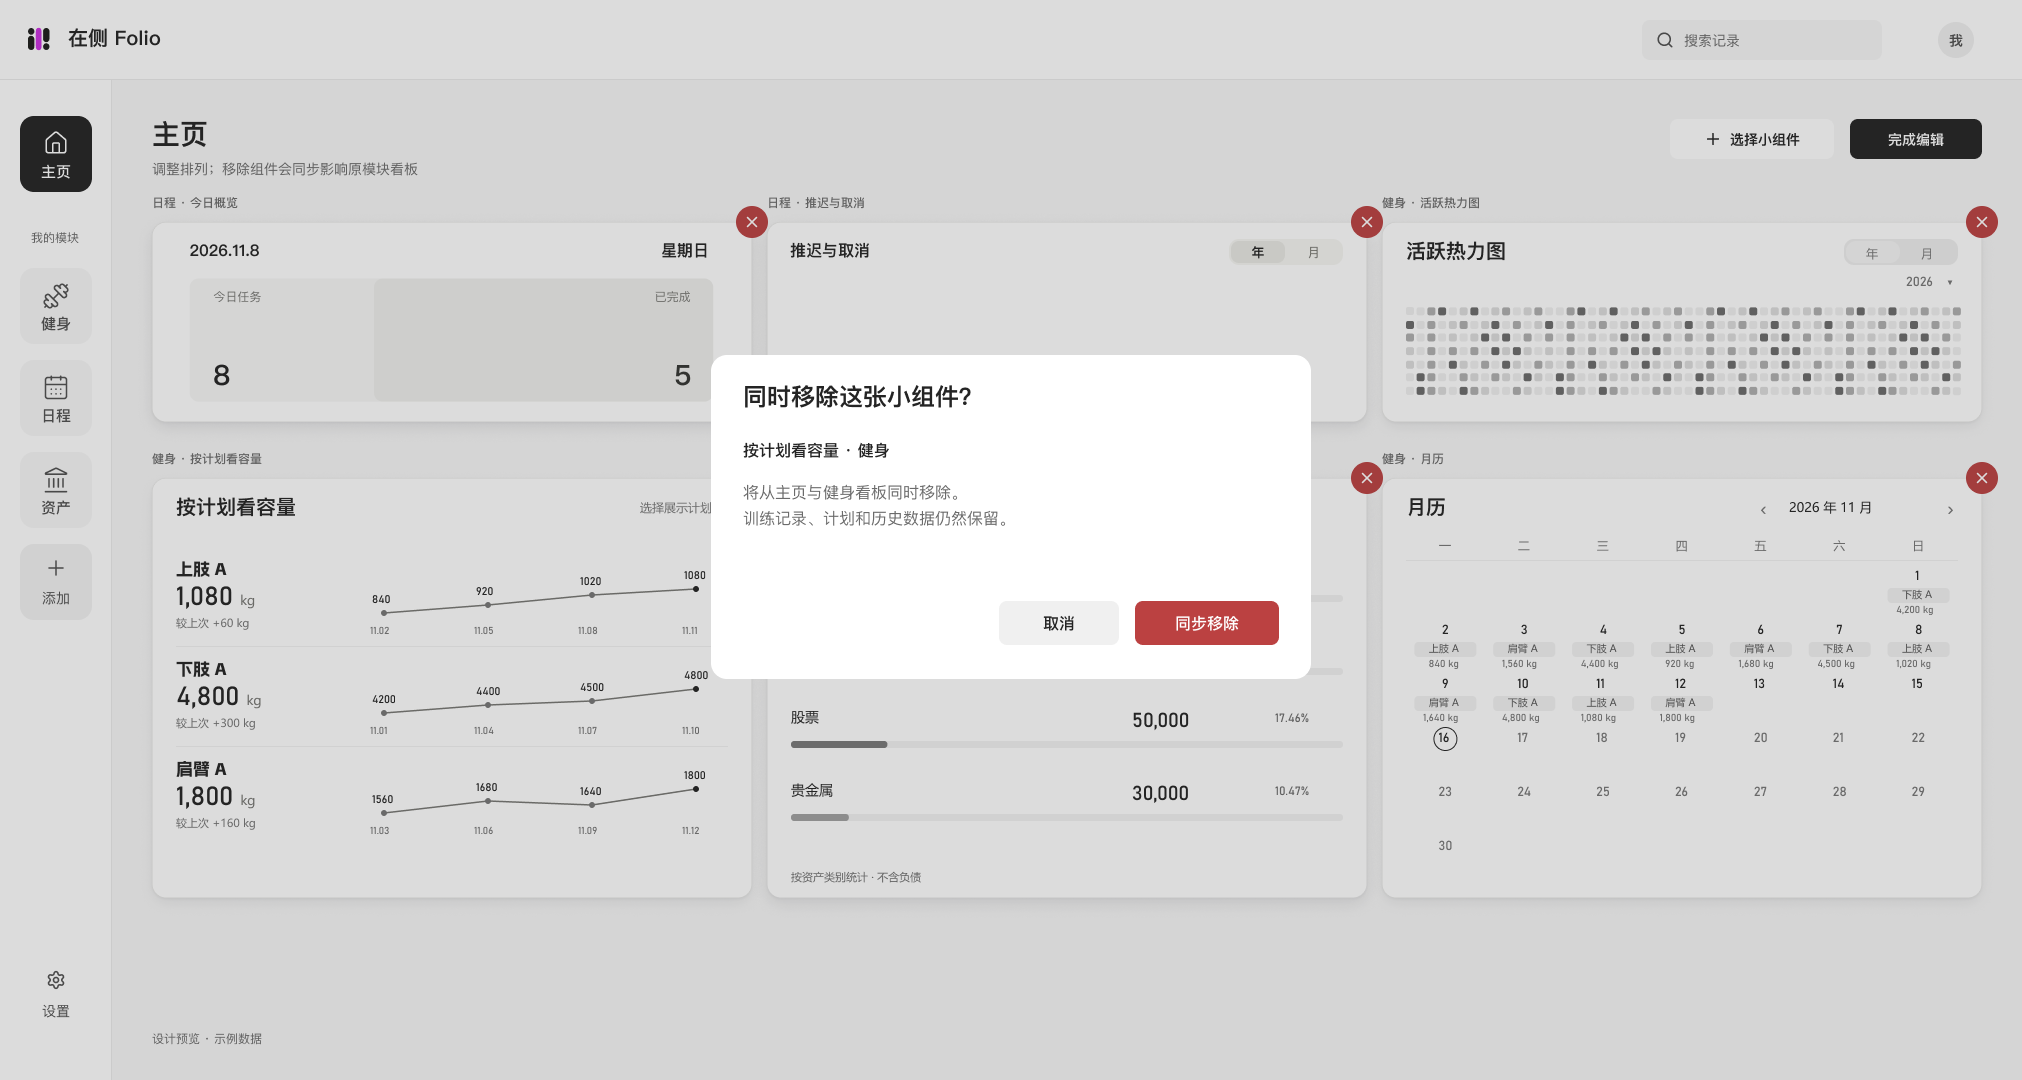 在侧 Folio
搜索记录
我
主页
我的模块
健身
日程
资产
添加
设置
主页
调整排列；移除组件会同步影响原模块看板
选择小组件
完成编辑
日程 · 今日概览
2026.11.8 星期日
今日任务 已完成
8 5
日程 · 推迟与取消
推迟与取消 年 月
健身 · 活跃热力图
活跃热力图 年 月
2026
健身 · 按计划看容量
按计划看容量 选择展示计划
上肢 A
1,080 kg
较上次 +60 kg
840 920 1020 1080
11.02 11.05 11.08 11.11
下肢 A
4,800 kg
较上次 +300 kg
4200 4400 4500 4800
11.01 11.04 11.07 11.10
肩臂 A
1,800 kg
较上次 +160 kg
1560 1680 1640 1800
11.03 11.06 11.09 11.12
同时移除这张小组件?
按计划看容量 · 健身
将从主页与健身看板同时移除。
训练记录、计划和历史数据仍然保留。
取消 同步移除
股票 50,000 17.46%
贵金属 30,000 10.47%
按资产类别统计 · 不含负债
健身 · 月历
月历 ‹ 2026 年 11 月 ›
一 二 三 四 五 六 日
1
下肢 A
4,200 kg
2 3 4 5 6 7 8
上肢 A 肩臂 A 下肢 A 上肢 A 肩臂 A 下肢 A 上肢 A
840 kg 1,560 kg 4,400 kg 920 kg 1,680 kg 4,500 kg 1,020 kg
9 10 11 12 13 14 15
肩臂 A 下肢 A 上肢 A 肩臂 A
1,640 kg 4,800 kg 1,080 kg 1,800 kg
16 17 18 19 20 21 22
23 24 25 26 27 28 29
30
设计预览 · 示例数据